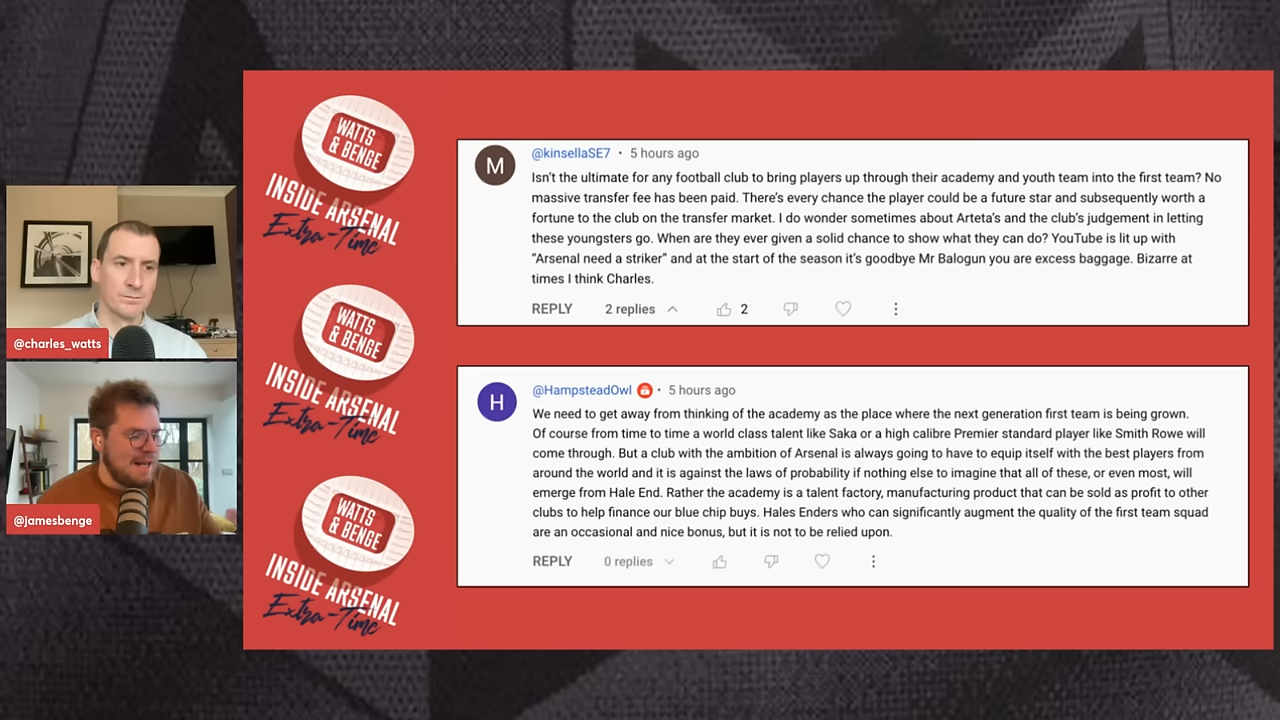 WATTS
& BENGE
INSIDE ARSENAL
Extra-Time
WATTS
& BENGE
INSIDE ARSENAL
Extra-Time
WATTS
& BENGE
INSIDE ARSENAL
Extra-Time
@charles_watts
@jamesbenge
M
@kinsellaSE7 • 5 hours ago
Isn't the ultimate for any football club to bring players up through their academy and youth team into the first team? No
massive transfer fee has been paid. There's every chance the player could be a future star and subsequently worth a
fortune to the club on the transfer market. I do wonder sometimes about Arteta's and the club's judgement in letting
these youngsters go. When are they ever given a solid chance to show what they can do? YouTube is lit up with
“Arsenal need a striker” and at the start of the season it's goodbye Mr Balogun you are excess baggage. Bizarre at
times I think Charles.
REPLY 2 replies 2
H
@HampsteadOwl • 5 hours ago
We need to get away from thinking of the academy as the place where the next generation first team is being grown.
Of course from time to time a world class talent like Saka or a high calibre Premier standard player like Smith Rowe will
come through. But a club with the ambition of Arsenal is always going to have to equip itself with the best players from
around the world and it is against the laws of probability if nothing else to imagine that all of these, or even most, will
emerge from Hale End. Rather the academy is a talent factory, manufacturing product that can be sold as profit to other
clubs to help finance our blue chip buys. Hales Enders who can significantly augment the quality of the first team squad
are an occasional and nice bonus, but it is not to be relied upon.
REPLY 0 replies